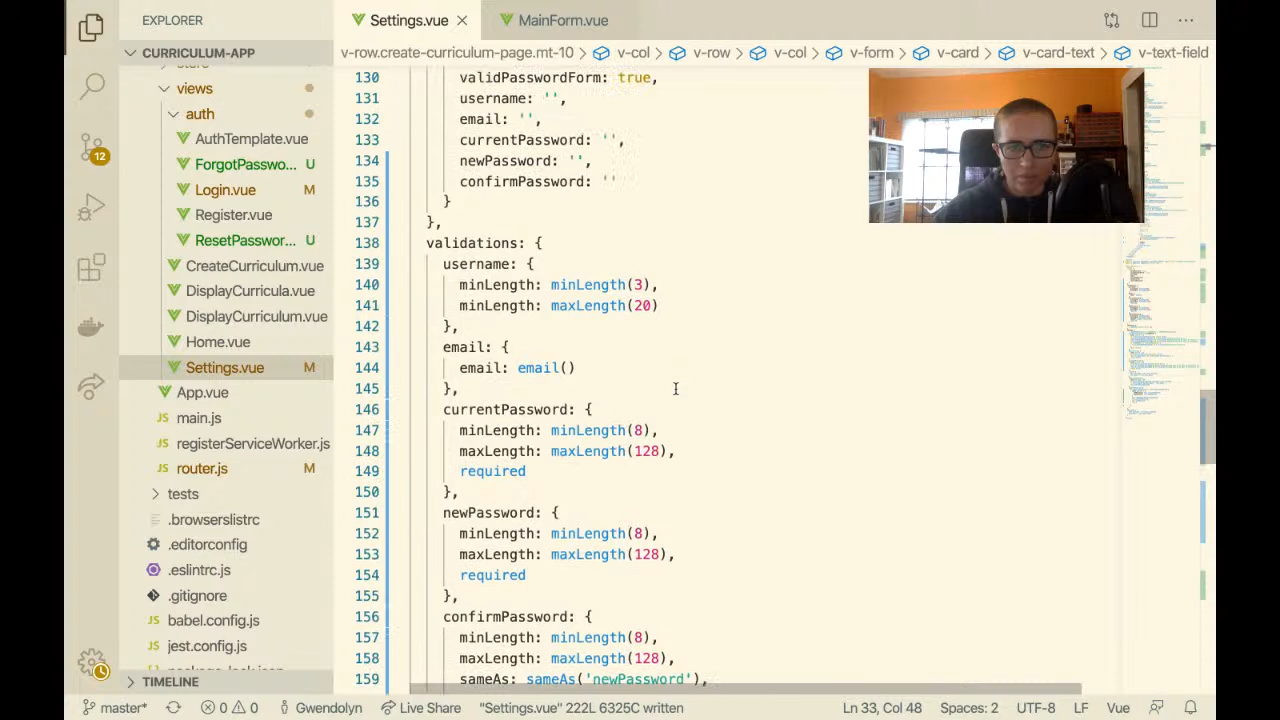 EXPLORER
Settings.vue
MainForm.vue
CURRICULUM-APP
v-row.create-curriculum-page.mt-10 > v-col > v-row > v-col > v-form > v-card > v-card-text > v-text-field
views
auth
AuthTemplate.vue
ForgotPasswo... U
Login.vue M
Register.vue
ResetPasswor... U
CreateCurriculum.vue
DisplayCurricula.vue
DisplayCurriculum.vue
Home.vue
Settings.vue M
App.vue
JS main.js
JS registerServiceWorker.js
JS router.js M
tests
.browserslistrc
.editorconfig
.eslintrc.js
.gitignore
JS babel.config.js
JS jest.config.js
TIMELINE
12
130 validPasswordForm: true,
131 username: '',
132 email: '',
133 currentPassword: '',
134 newPassword: '',
135 confirmPassword: ''
136 }
137 },
138 validations: {
139 sername: {
140 minLength: minLength(3),
141 minLength: maxLength(20)
142
143 mail: {
144 email: email()
145 ,
146 urrentPassword: {
147 minLength: minLength(8),
148 maxLength: maxLength(128),
149 required
150 },
151 newPassword: {
152 minLength: minLength(8),
153 maxLength: maxLength(128),
154 required
155 },
156 confirmPassword: {
157 minLength: minLength(8),
158 maxLength: maxLength(128),
159 sameAs: sameAs('newPassword'),
master*
0
0
Gwendolyn
Live Share
"Settings.vue" 222L 6325C written
Ln 33, Col 48
Spaces: 2
UTF-8
LF
Vue